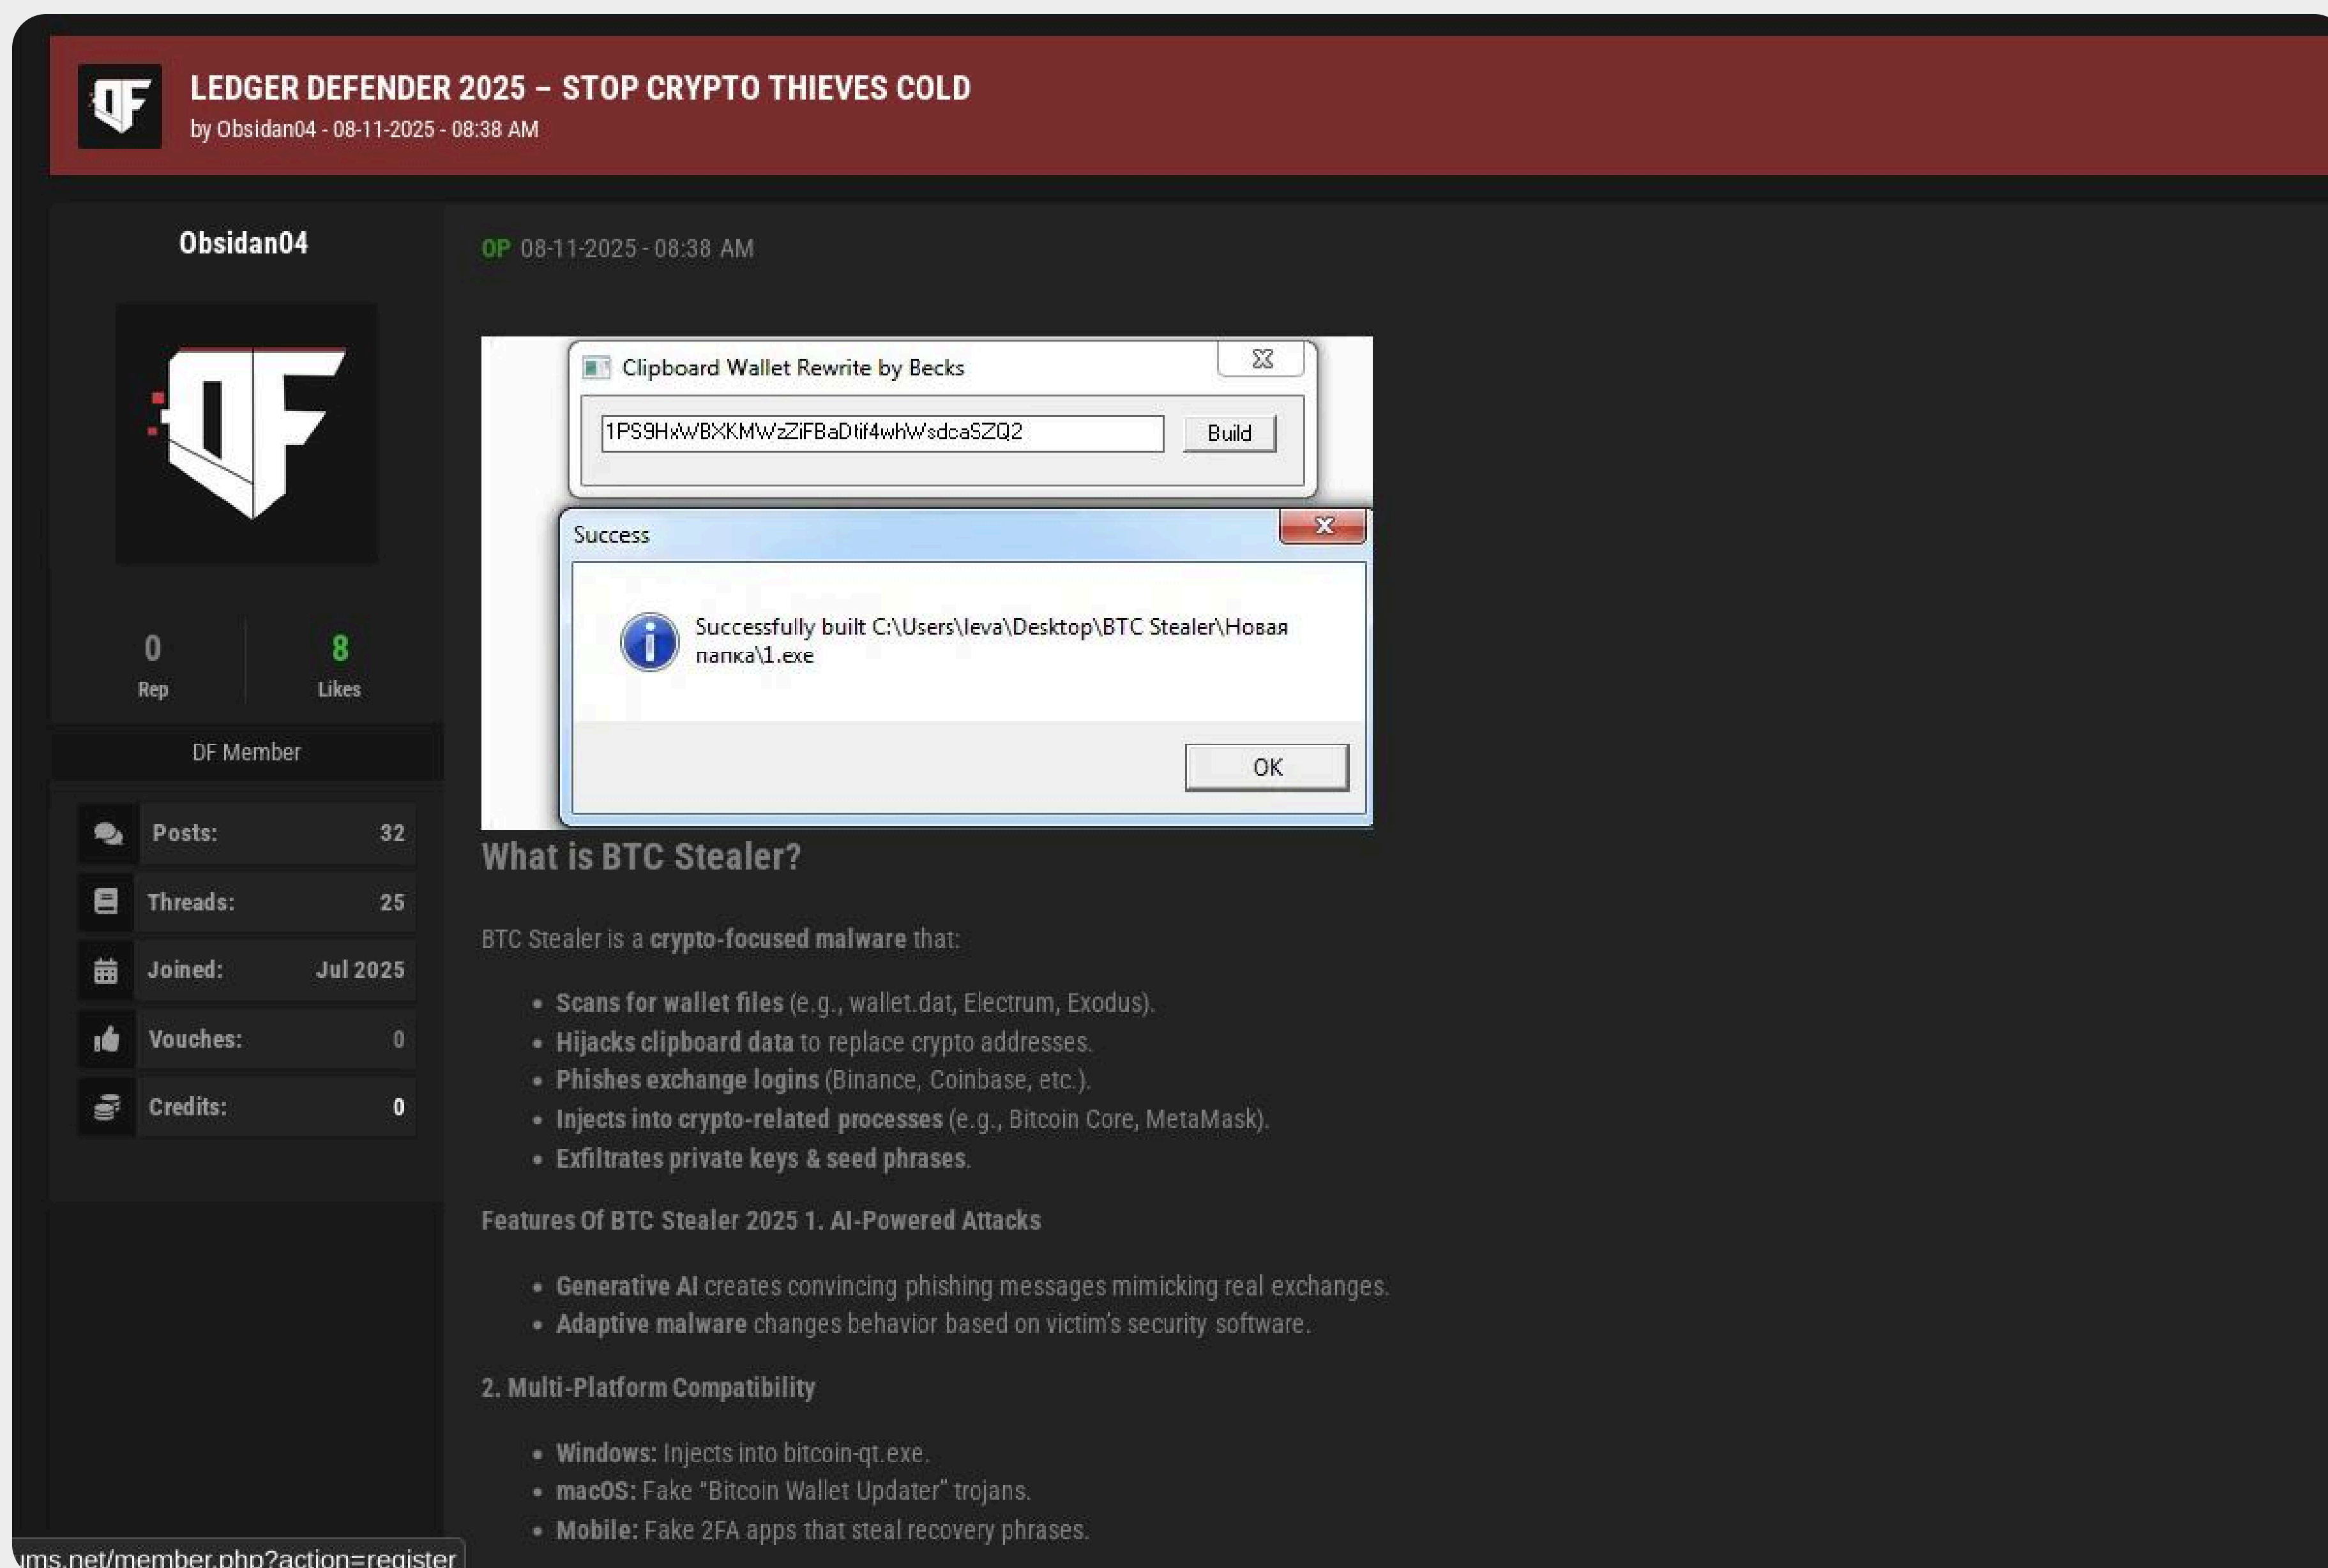 LEDGER DEFENDER 2025 – STOP CRYPTO THIEVES COLD
by Obsidan04 - 08-11-2025 - 08:38 AM
Obsidan04
0
Rep
8
Likes
DF Member
Posts: 32
Threads: 25
Joined: Jul 2025
Vouches: 0
Credits: 0
OP 08-11-2025 - 08:38 AM
Clipboard Wallet Rewrite by Becks
1PS9HxWBXKMWzZiFBaDtif4whWsdcaSZQ2
Build
Success
Successfully built C:\Users\leva\Desktop\BTC Stealer\Новая
папка\1.exe
OK
What is BTC Stealer?
BTC Stealer is a crypto-focused malware that:
• Scans for wallet files (e.g., wallet.dat, Electrum, Exodus).
• Hijacks clipboard data to replace crypto addresses.
• Phishes exchange logins (Binance, Coinbase, etc.).
• Injects into crypto-related processes (e.g., Bitcoin Core, MetaMask).
• Exfiltrates private keys & seed phrases.
Features Of BTC Stealer 2025 1. AI-Powered Attacks
• Generative AI creates convincing phishing messages mimicking real exchanges.
• Adaptive malware changes behavior based on victim’s security software.
2. Multi-Platform Compatibility
• Windows: Injects into bitcoin-qt.exe.
• macOS: Fake “Bitcoin Wallet Updater” trojans.
• Mobile: Fake 2FA apps that steal recovery phrases.
ums.net/member.php?action=register